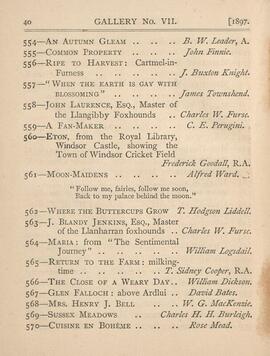 40 GALLERY No. VII. [1897.
554—AN AUTUMN GLEAM .. .. B. W. Leader, A.
555—COMMON PROPERTY .. .. John Finnie.
556—RIPE TO HARVEST: Cartmel-in-
Furness .. .. J. Buxton Knight.
557—"WHEN THE EARTH IS GAY WITH
BLOSSOMING" .. .. James Townshend.
558—JOHN LAURENCE, ESQ., Master of
the Llangibby Foxhounds .. Charles W. Furse.
559—A FAN-MAKER .. .. C. E. Perugini.
560—ETON, from the Royal Library,
Windsor Castle, showing the
Town of Windsor Cricket Field
Frederick Goodall, R.A.
561—MOON-MAIDENS .. .. Alfred Ward.
"Follow me, fairies, follow me soon,
Back to my palace behind the moon."
562—WHERE THE BUTTERCUPS GROW T. Hodgson Liddell.
563—J. BLANDY JENKINS, ESQ., Master
of the Llanharran foxhounds .. Charles W. Furse.
564—MARIA: from "The Sentimental
Journey" .. .. William Logsdail.
565—RETURN TO THE FARM: milking-
time .. .. T. Sidney Cooper, R.A.
566—THE CLOSE OF A WEARY DAY.. William Dickson.
567—GLEN FALLOCH: above Ardlui .. David Bates.
568—MRS. HENRY J. BELL .. W. G. MacKenzie.
569—SUSSEX MEADOWS .. Charles H. H. Burleigh.
570—CUISINE EN BOHÈME .. .. Rose Mead.